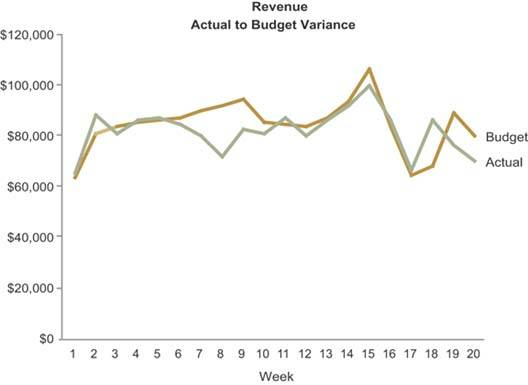 Revenue
Actual to Budget Variance
$120,000
$100,000
$80,000
$60,000
$40,000
$20,000
$0
Budget
Actual
1 2 3 4 5 6 7 8 9 10 11 12 13 14 15 16 17 18 19 20
Week